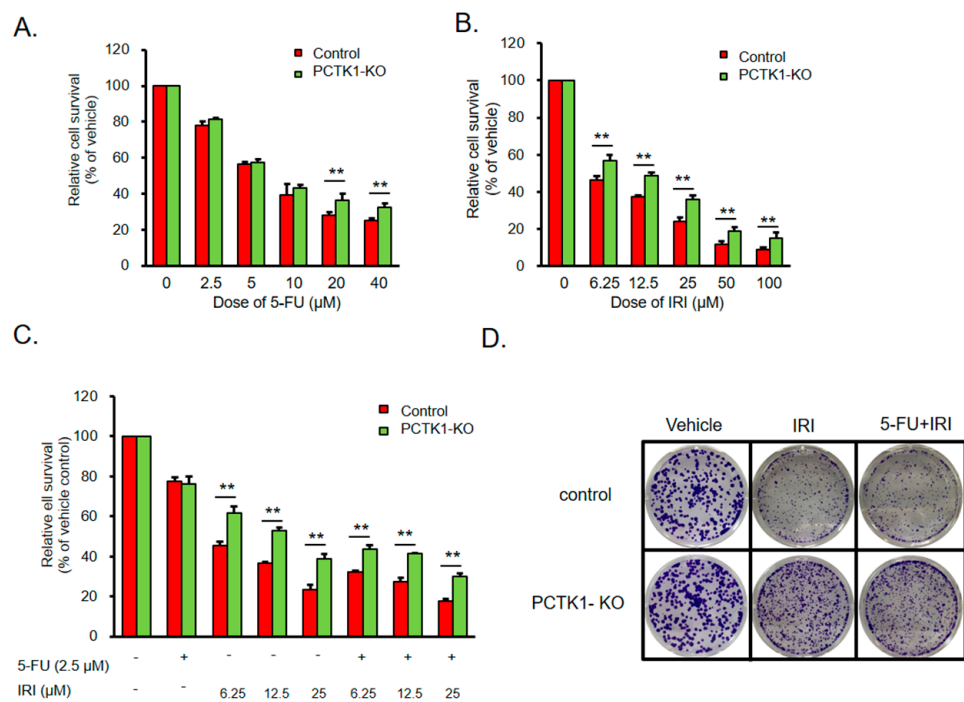 A.
Control
PCTK1-KO
Relative cell survival
(% of vehicle)
120
100
80
60
40
20
0
** **
0 2.5 5 10 20 40
Dose of 5-FU (µM)
B.
Control
PCTK1-KO
Relative cell survival
(% of vehicle)
120
100
80
60
40
20
0
** ** ** ** **
0 6.25 12.5 25 50 100
Dose of IRI (µM)
C.
Control
PCTK1-KO
Relative ell survival
(% of vehicle control)
120
100
80
60
40
20
0
** ** ** ** ** **
5-FU (2.5 µM) - + - - - + + +
IRI (µM) - - 6.25 12.5 25 6.25 12.5 25
D.
Vehicle IRI 5-FU+IRI
control
PCTK1- KO